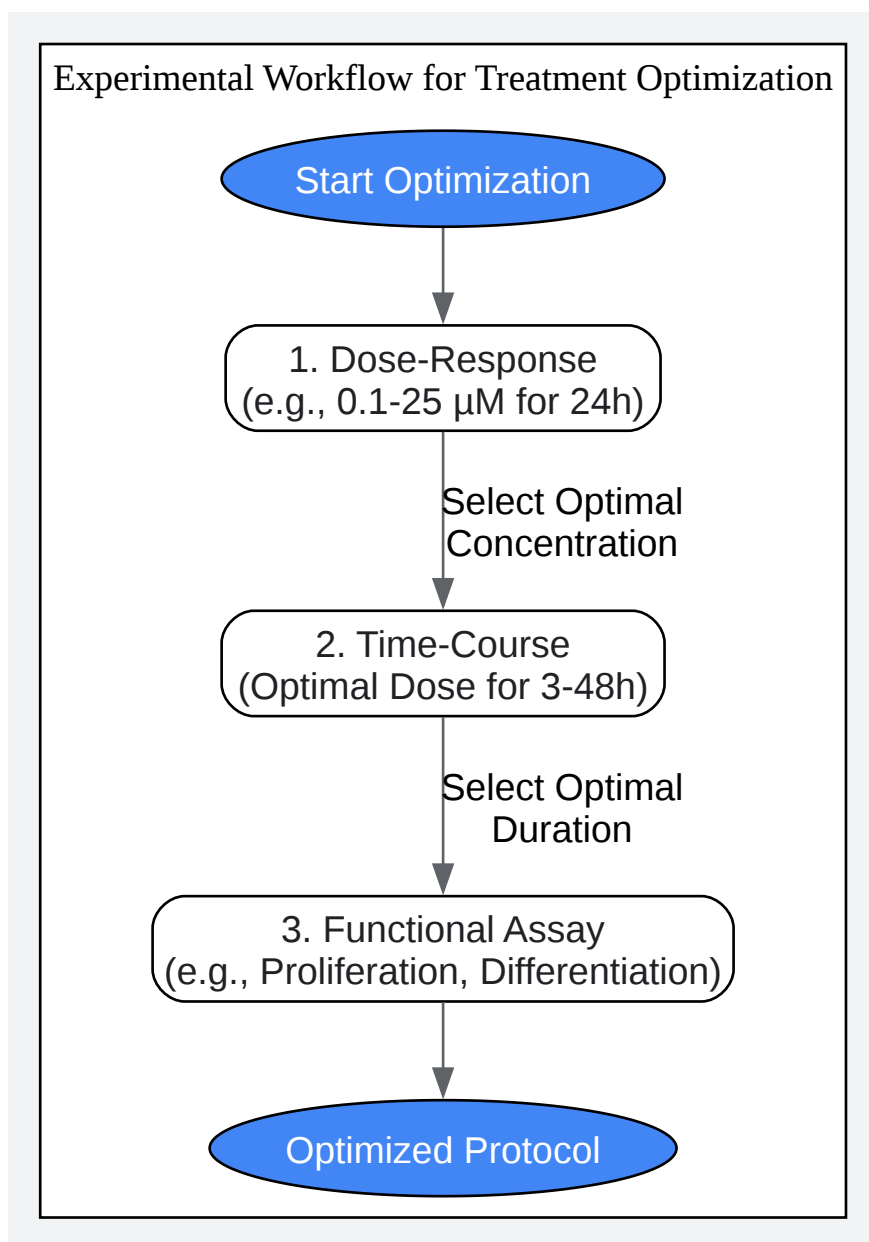 Experimental Workflow for Treatment Optimization
Start Optimization
1. Dose-Response
(e.g., 0.1-25 µM for 24h)
Select Optimal
Concentration
2. Time-Course
(Optimal Dose for 3-48h)
Select Optimal
Duration
3. Functional Assay
(e.g., Proliferation, Differentiation)
Optimized Protocol